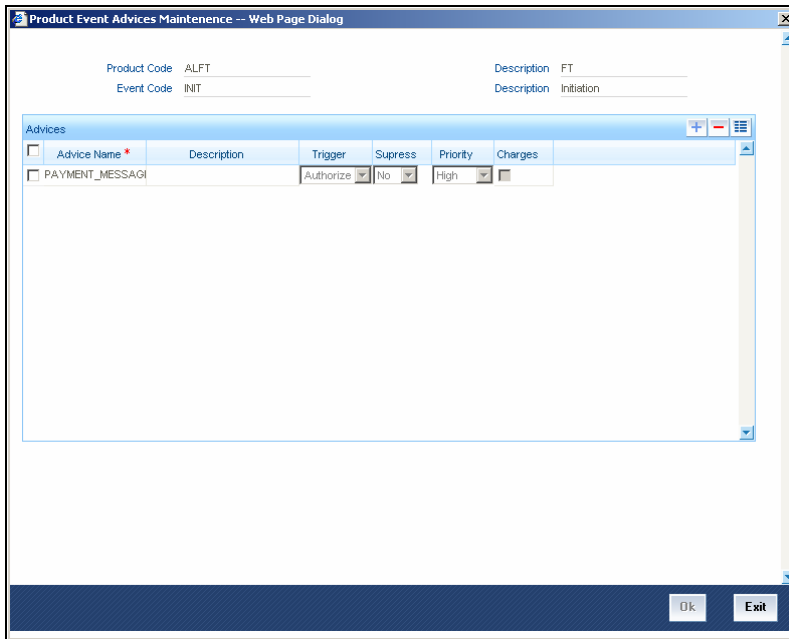 Product Event Advices Maintenence -- Web Page Dialog
Product Code ALFT Description FT
Event Code INIT Description Initiation
Advices
Advice Name * Description Trigger Supress Priority Charges
PAYMENT_MESSAG Authorize No High
Ok Exit